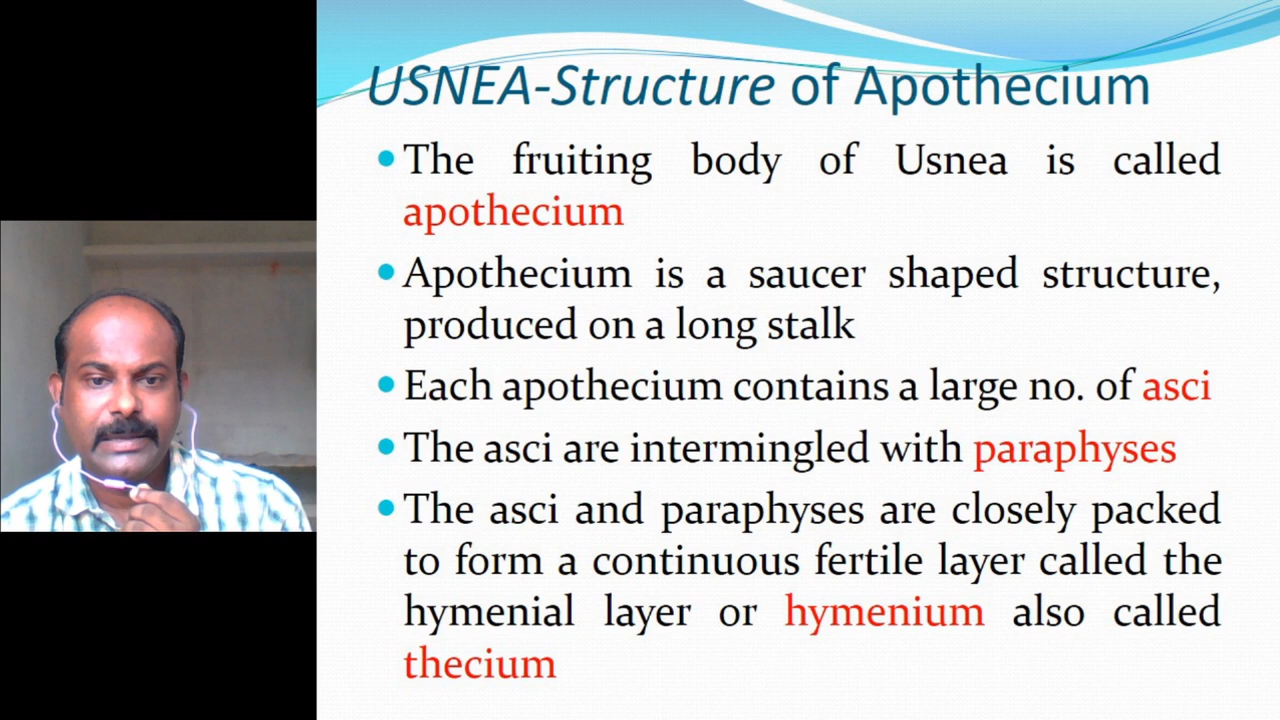 USNEA-Structure of Apothecium
The fruiting body of Usnea is called
apothecium
Apothecium is a saucer shaped structure,
produced on a long stalk
Each apothecium contains a large no. of asci
The asci are intermingled with paraphyses
The asci and paraphyses are closely packed
to form a continuous fertile layer called the
hymenial layer or hymenium also called
thecium